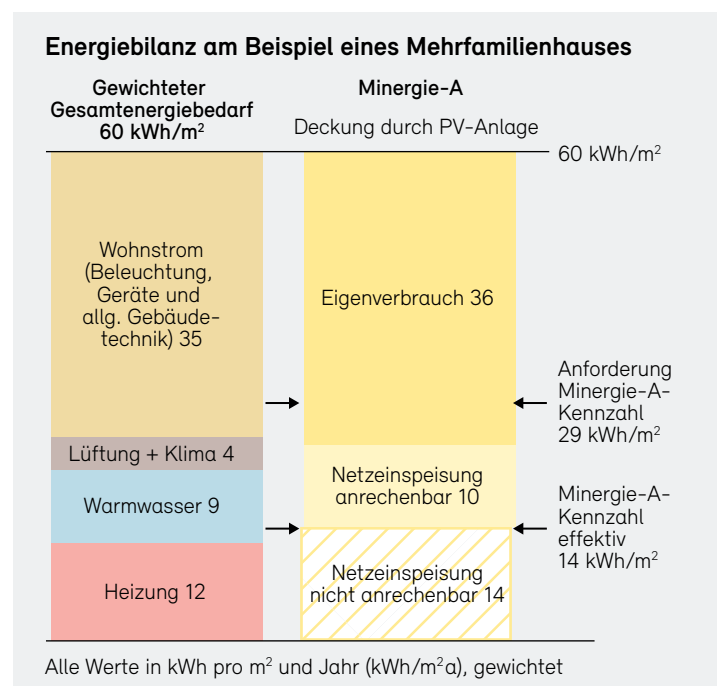 Energiebilanz am Beispiel eines Mehrfamilienhauses
Gewichteter
Gesamtenergiebedarf
60 kWh/m²
Minergie-A
Deckung durch PV-Anlage
60 kWh/m²
Wohnstrom
(Beleuchtung,
Geräte und
allg. Gebäude-
technik) 35
Eigenverbrauch 36
Anforderung
Minergie-A-
Kennzahl
29 kWh/m²
Lüftung + Klima 4
Netzeinspeisung
anrechenbar 10
Warmwasser 9
Minergie-A-
Kennzahl
effektiv
14 kWh/m²
Heizung 12
Netzeinspeisung
nicht anrechenbar 14
Alle Werte in kWh pro m² und Jahr (kWh/m²a), gewichtet